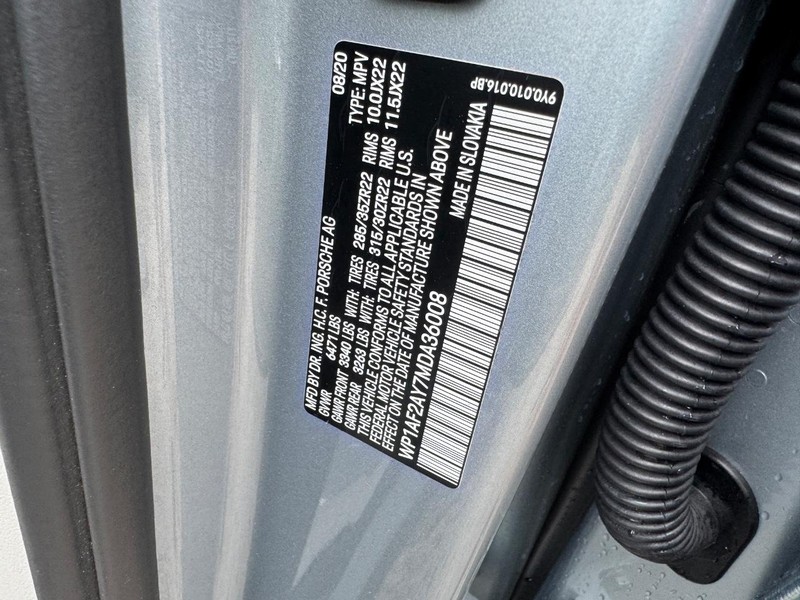 MFD BY DR. ING. H.C. F. PORSCHE AG 08/20
GVWR 6471 LBS TYPE: MPV
GAWR FRONT 3340 LBS WITH: TIRES 285/35ZR22 RIMS 10.0JX22
GAWR REAR 3263 LBS WITH: TIRES 315/30ZR22 RIMS 11.5JX22
THIS VEHICLE CONFORMS TO ALL APPLICABLE U.S.
FEDERAL MOTOR VEHICLE SAFETY STANDARDS IN
EFFECT ON THE DATE OF MANUFACTURE SHOWN ABOVE
WP1AF2AY7MDA36008
MADE IN SLOVAKIA
9Y0.010.016.BP